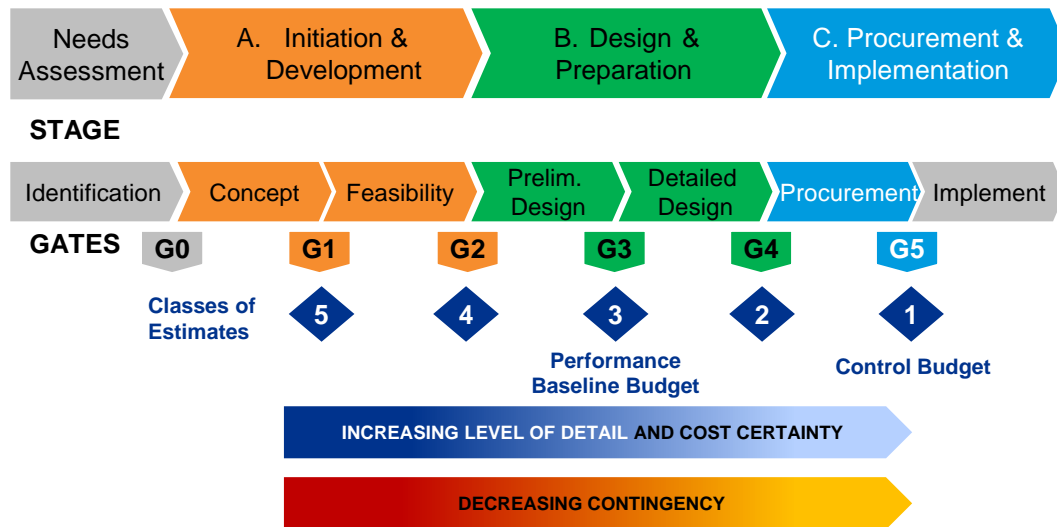 Needs
Assessment
A. Initiation &
Development
B. Design &
Preparation
C. Procurement &
Implementation
STAGE
Identification
Concept
Feasibility
Prelim.
Design
Detailed
Design
Procurement
Implement
GATES
G0
G1
G2
G3
G4
G5
Classes of
Estimates
5
4
3
2
1
Performance
Baseline Budget
Control Budget
INCREASING LEVEL OF DETAIL AND COST CERTAINTY
DECREASING CONTINGENCY